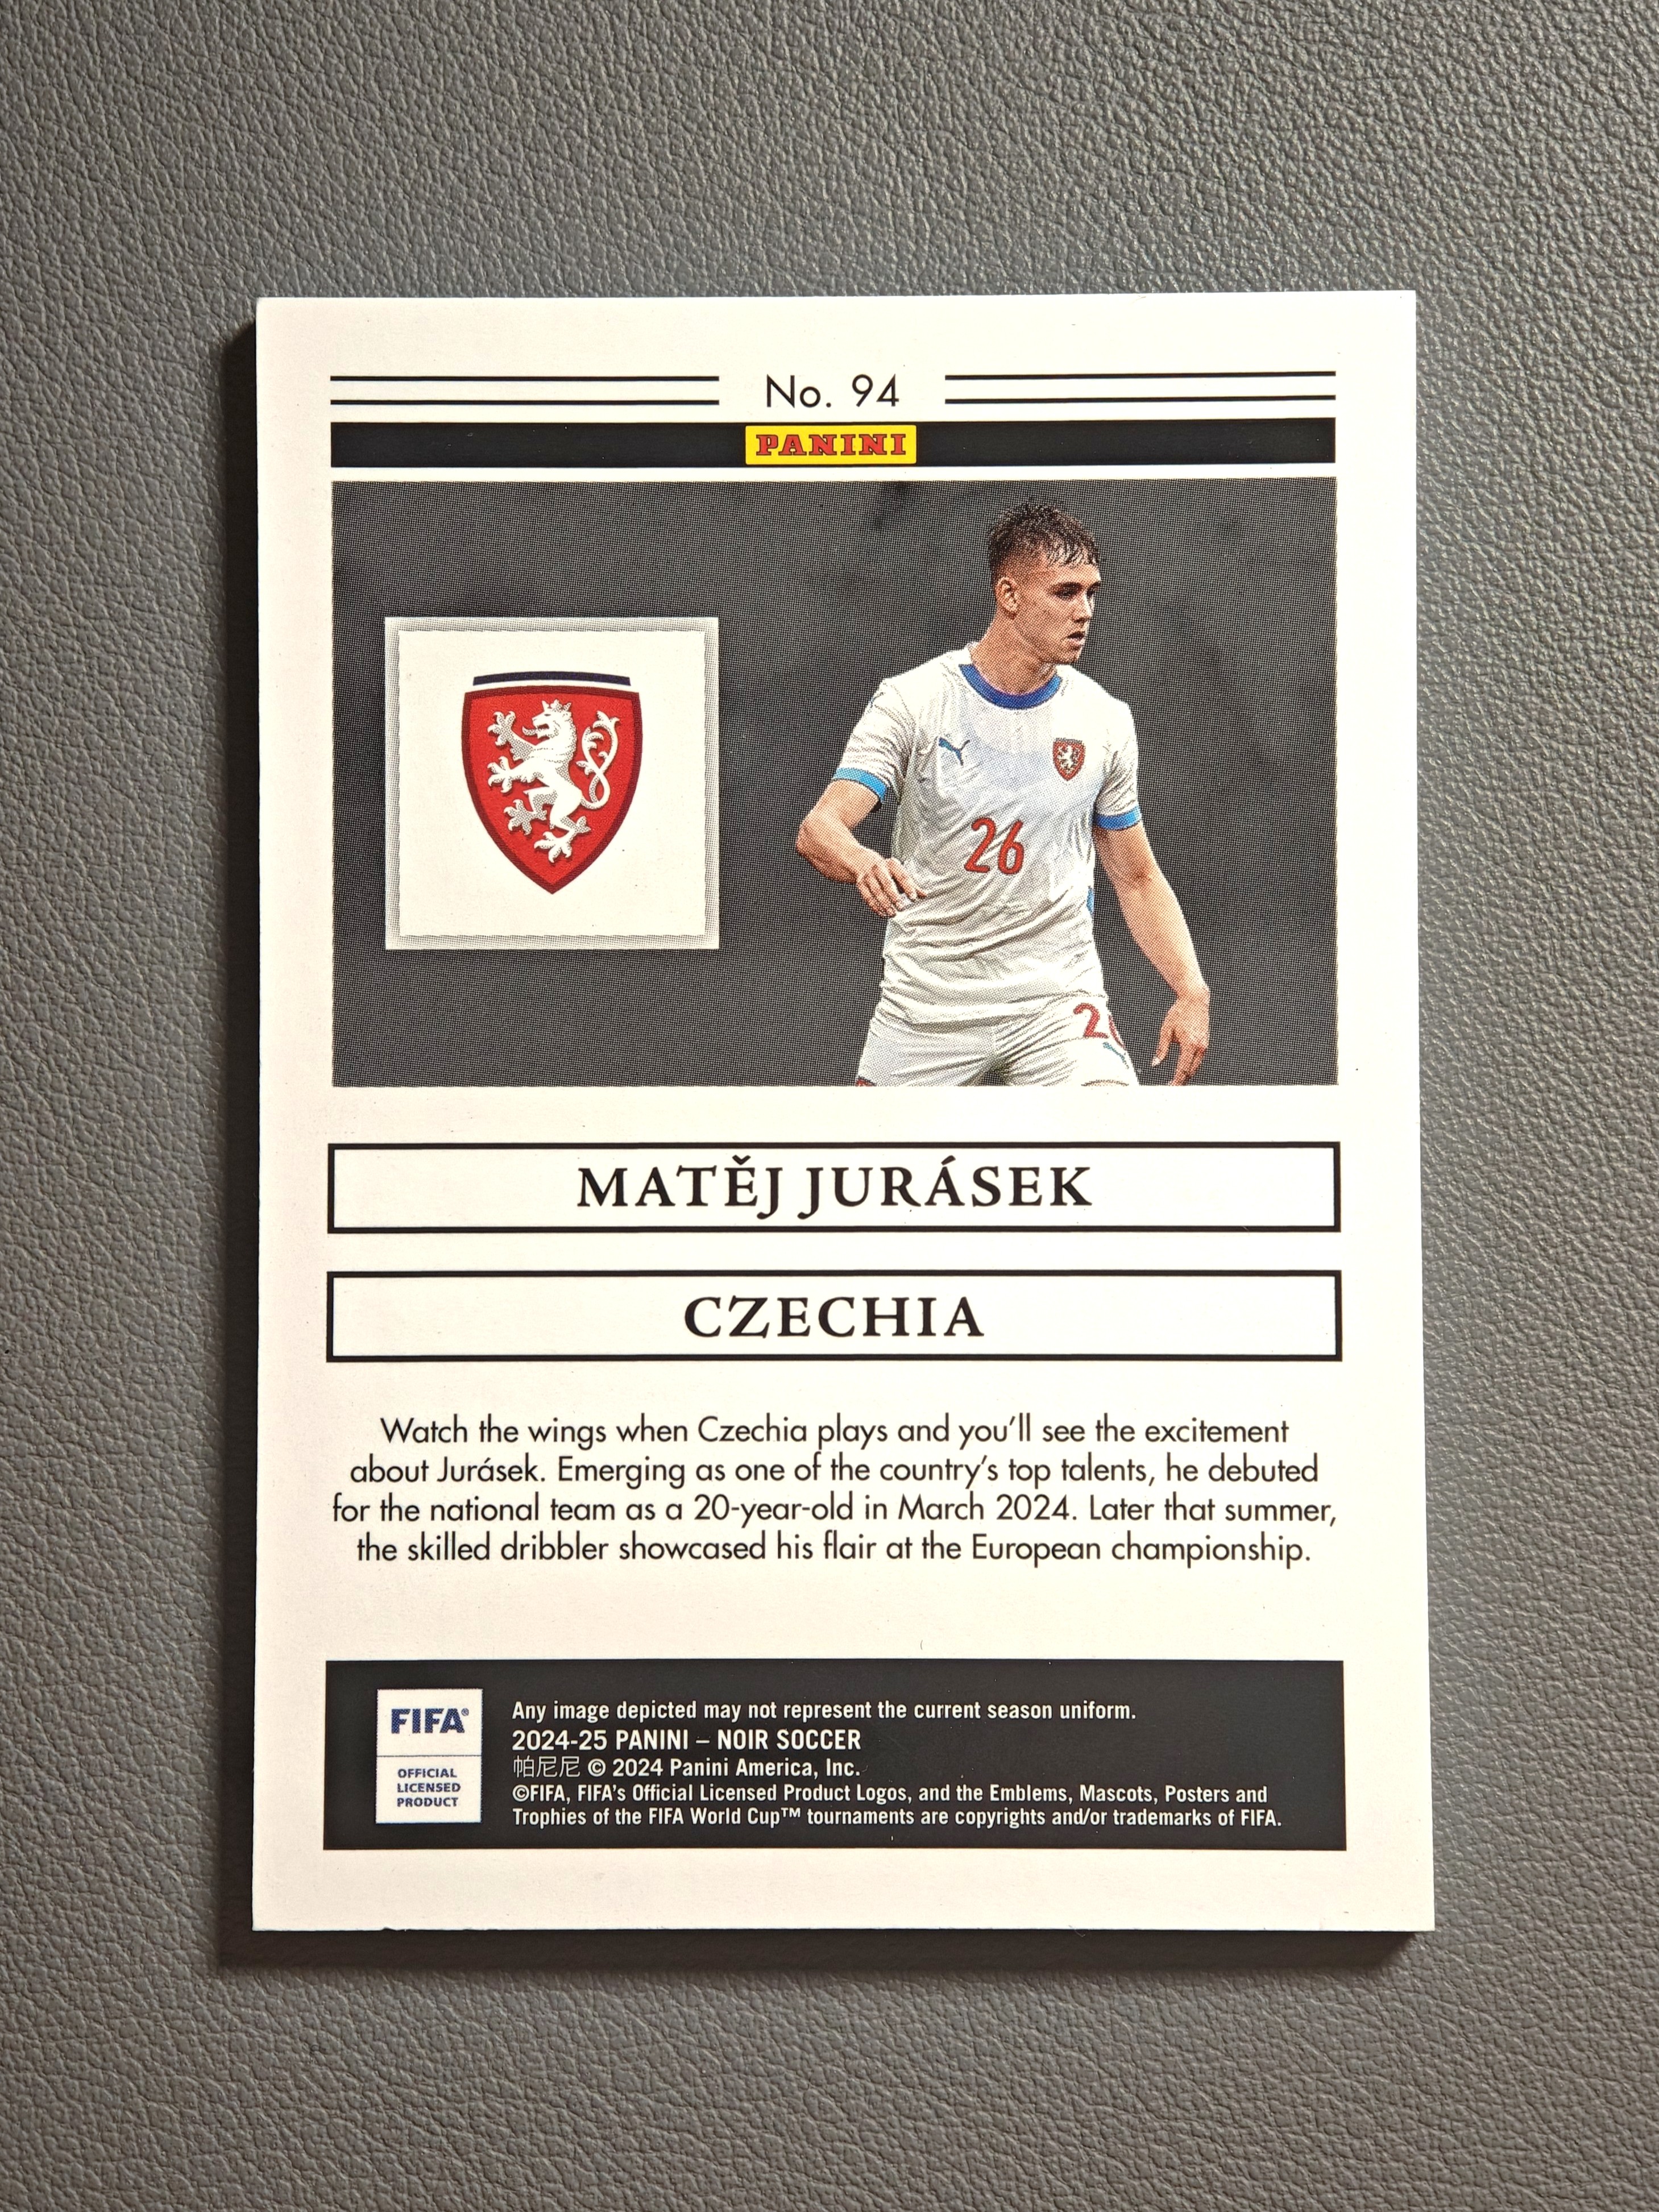 No. 94
PANINI
26
26
MATĚJ JURÁSEK
CZECHIA
Watch the wings when Czechia plays and you'll see the excitement
about Jurásek. Emerging as one of the country's top talents, he debuted
for the national team as a 20-year-old in March 2024. Later that summer,
the skilled dribbler showcased his flair at the European championship.
FIFA®
OFFICIAL
LICENSED
PRODUCT
Any image depicted may not represent the current season uniform.
2024-25 PANINI – NOIR SOCCER
帕尼尼 © 2024 Panini America, Inc.
©FIFA, FIFA's Official Licensed Product Logos, and the Emblems, Mascots, Posters and
Trophies of the FIFA World Cup™ tournaments are copyrights and/or trademarks of FIFA.